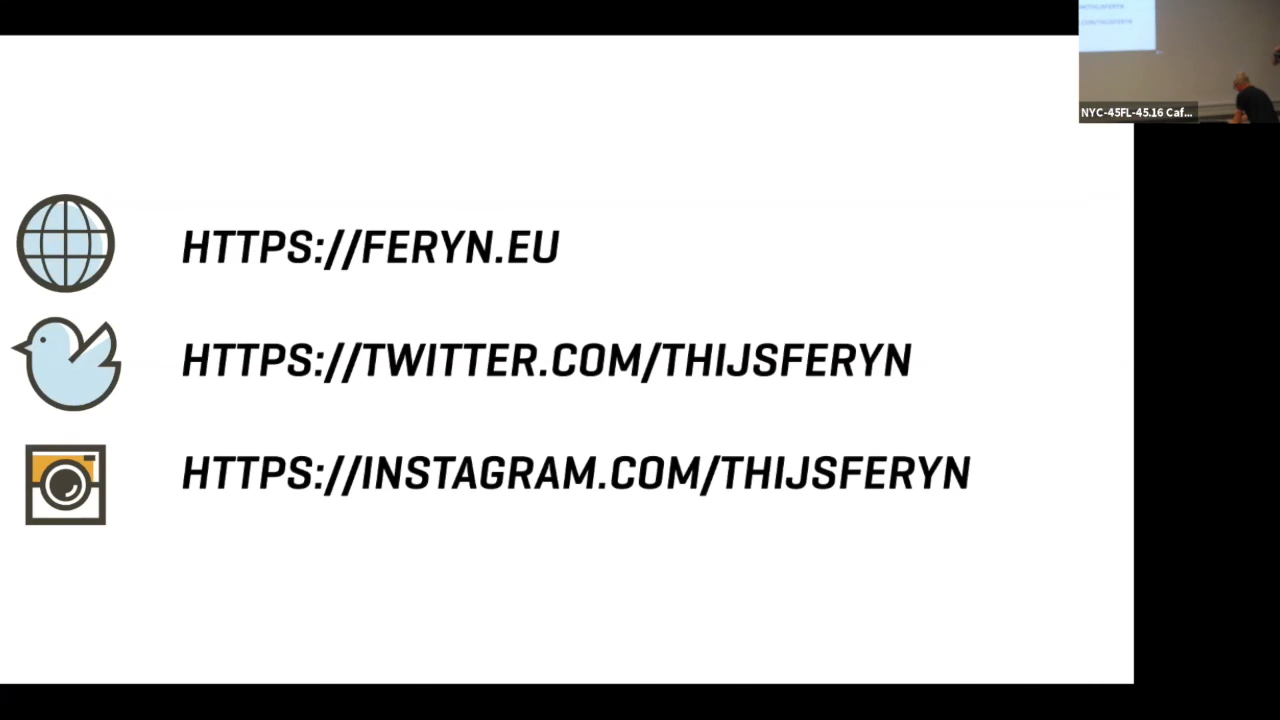 HTTPS://FERYN.EU
HTTPS://TWITTER.COM/THIJSFERYN
HTTPS://INSTAGRAM.COM/THIJSFERYN
NYC-45FL-45.16 Caf...